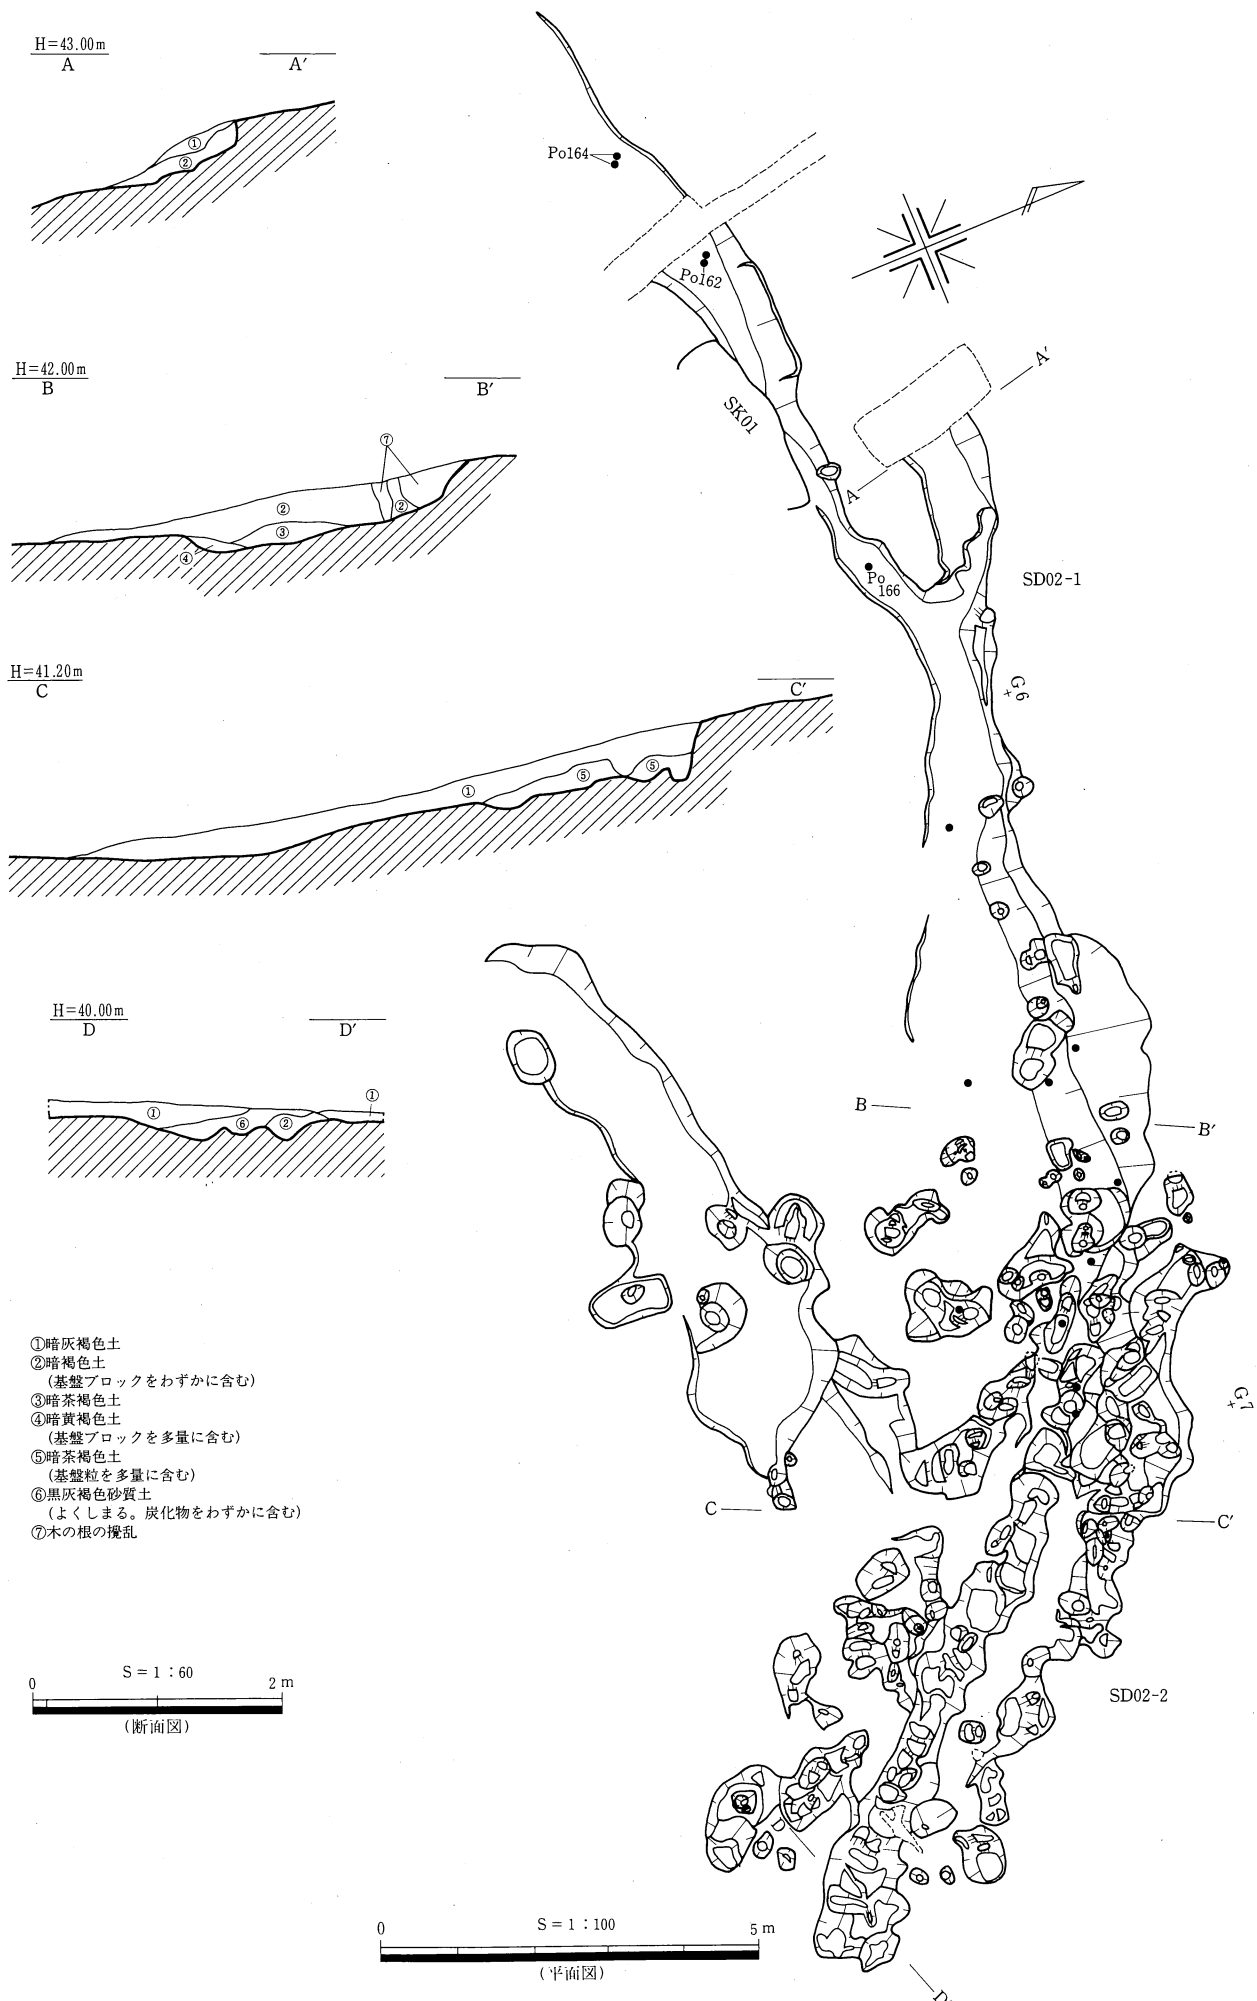 H=43.00m
A A′
①
②
H=42.00m
B B′
⑦
②
②
③
④
H=41.20m
C C′
⑤
⑤
①
H=40.00m
D D′
①
①
⑥
②
①暗灰褐色土
②暗褐色土
(基盤ブロックをわずかに含む)
③暗茶褐色土
④暗黄褐色土
(基盤ブロックを多量に含む)
⑤暗茶褐色土
(基盤粒を多量に含む)
⑥黒灰褐色砂質土
(よくしまる。炭化物をわずかに含む)
⑦木の根の攪乱
S=1:60
0 2m
(断面図)
Po164
Po162
A′
SK01
A
Po
166
SD02-1
G6
B
B′
G7
C
C′
SD02-2
D
S=1:100
0 5m
(平面図)
D′